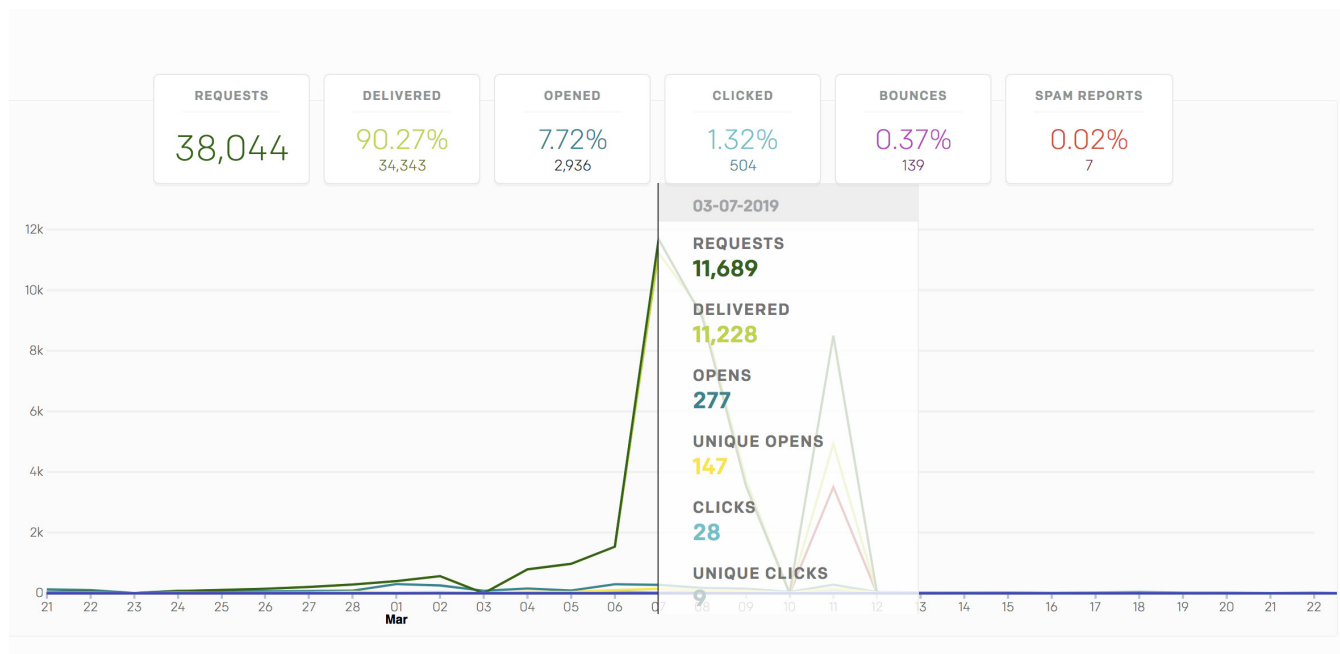 REQUESTS DELIVERED OPENED CLICKED BOUNCES SPAM REPORTS
38,044 90.27% 7.72% 1.32% 0.37% 0.02%
34,343 2,936 504 139 7
03-07-2019
REQUESTS
11,689
DELIVERED
11,228
OPENS
277
UNIQUE OPENS
147
CLICKS
28
UNIQUE CLICKS
9
12k
10k
8k
6k
4k
2k
0
21 22 23 24 25 26 27 28 01 02 03 04 05 06 07 08 09 10 11 12 13 14 15 16 17 18 19 20 21 22
Mar